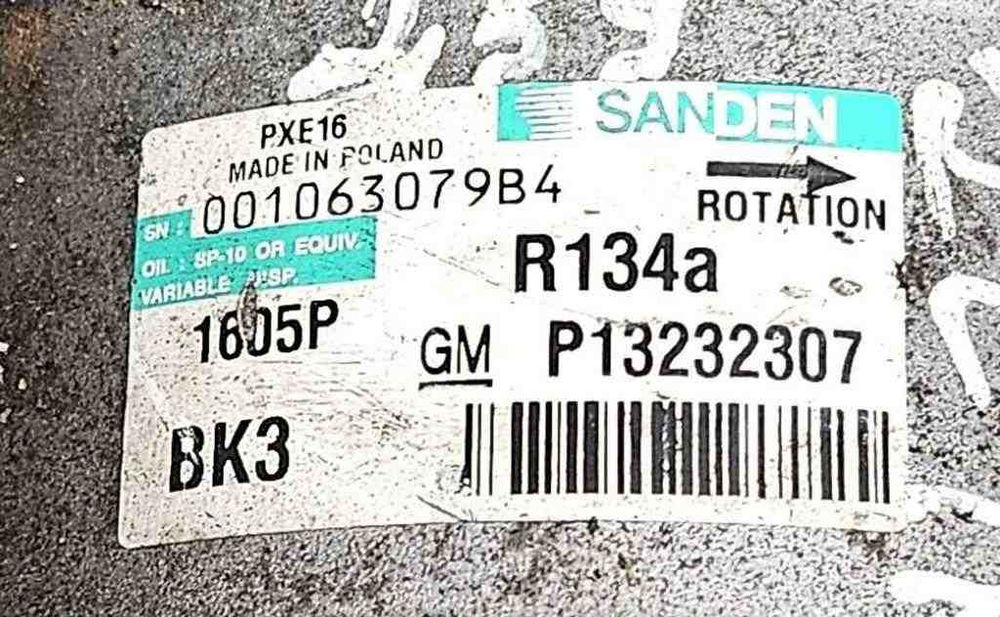 SANDEN
PXE16
MADE IN POLAND
SN : 001063079B4
ROTATION
OIL : SP-10 OR EQUIV.
VARIABLE DISP.
R134a
1605P
GM P13232307
BK3